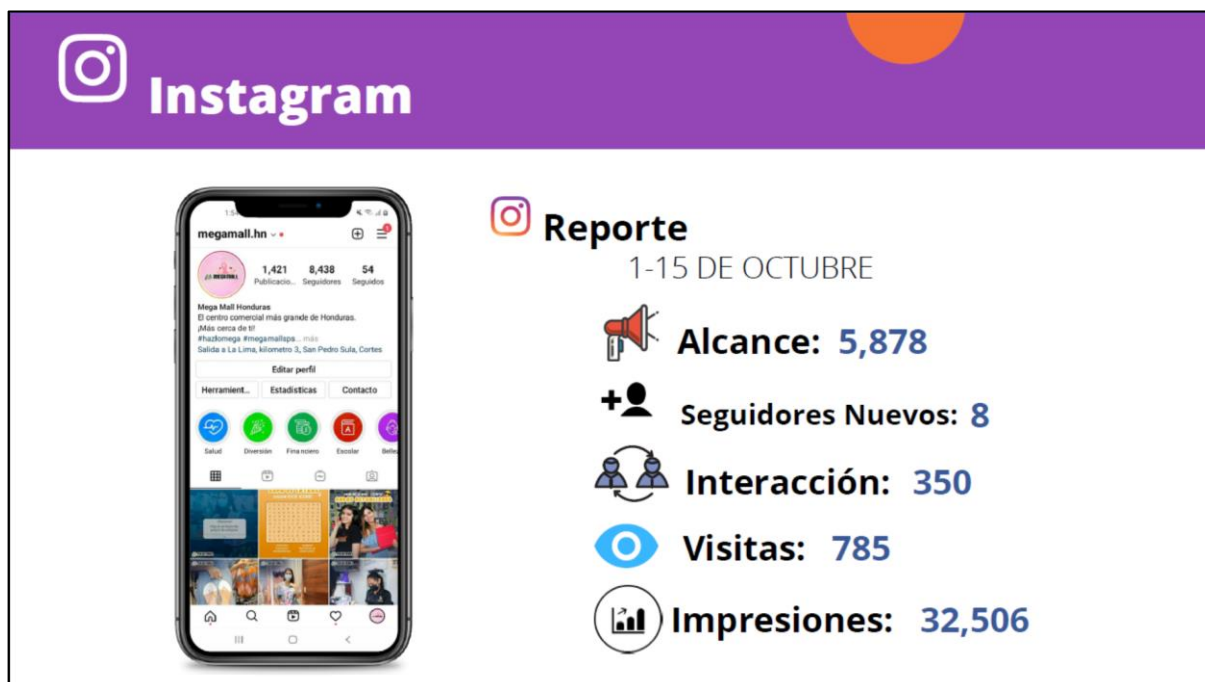 Instagram
megamall.hn
1,421 8,438 54
Publicacio... Seguidores Seguidos
Mega Mall Honduras
El centro comercial más grande de Honduras.
¡Más cerca de ti!
#hazlomega #megamallspa... más
Salida a La Lima, kilometro 3, San Pedro Sula, Cortes
Editar perfil
Herramient... Estadísticas Contacto
Salud Diversión Financiero Escolar Bellez
Reporte
1-15 DE OCTUBRE
Alcance: 5,878
Seguidores Nuevos: 8
Interacción: 350
Visitas: 785
Impresiones: 32,506